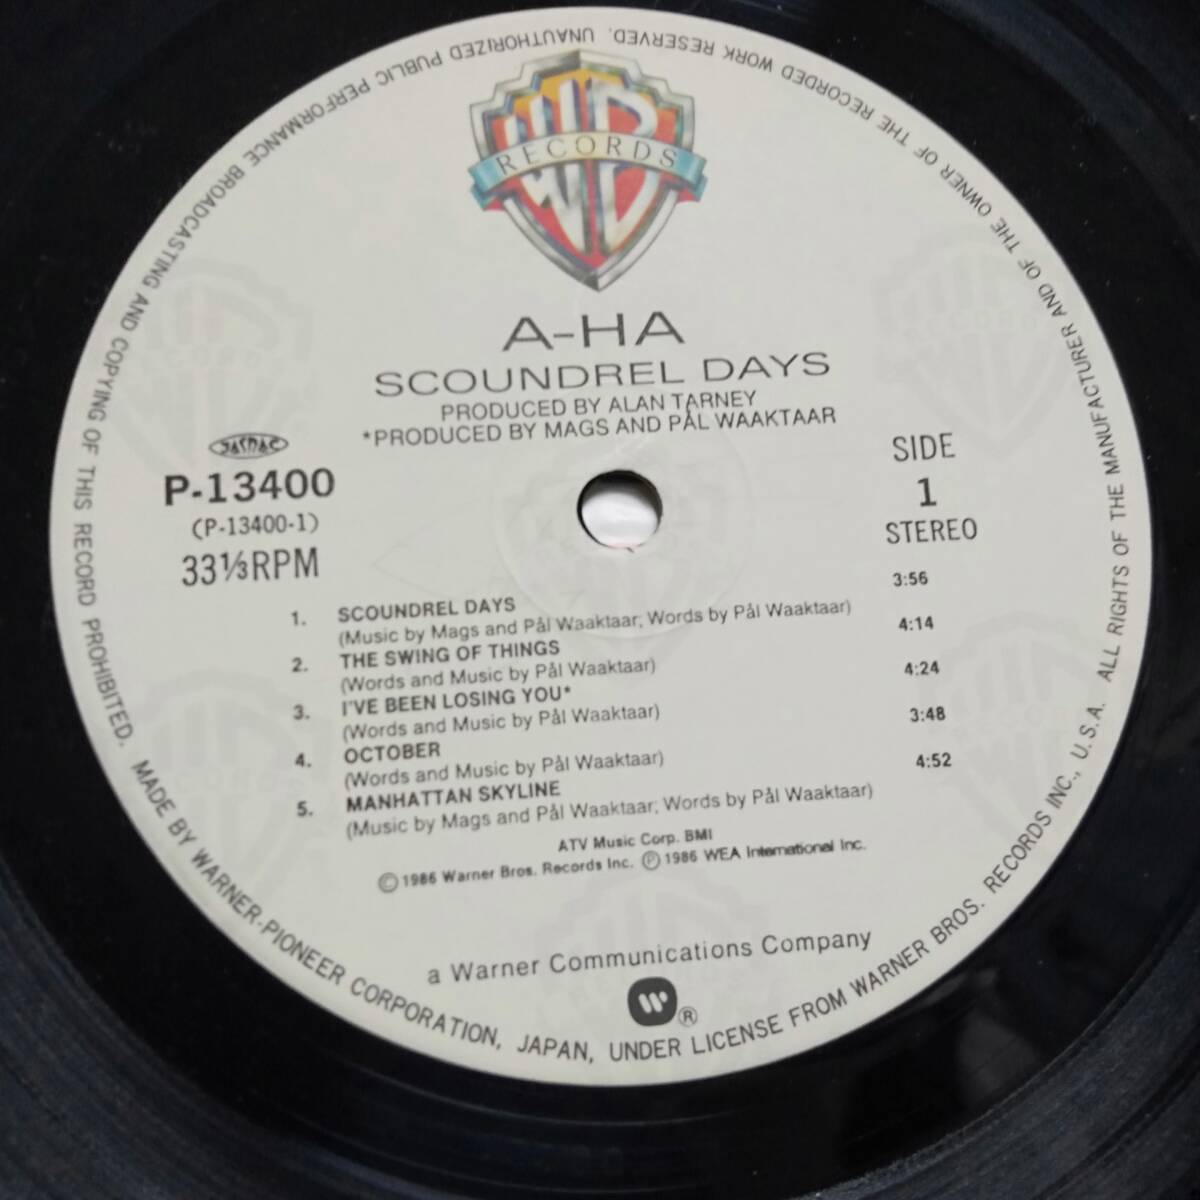 RECORDS
A-HA
SCOUNDREL DAYS
PRODUCED BY ALAN TARNEY
*PRODUCED BY MAGS AND PÅL WAAKTAAR
JASRAC
P-13400
(P-13400-1)
33⅓RPM
SIDE
1
STEREO
1. SCOUNDREL DAYS 3:56
(Music by Mags and Pål Waaktaar; Words by Pål Waaktaar)
2. THE SWING OF THINGS 4:14
(Words and Music by Pål Waaktaar)
3. I'VE BEEN LOSING YOU* 4:24
(Words and Music by Pål Waaktaar)
4. OCTOBER 3:48
(Words and Music by Pål Waaktaar)
5. MANHATTAN SKYLINE 4:52
(Music by Mags and Pål Waaktaar; Words by Pål Waaktaar)
ATV Music Corp. BMI
©1986 Warner Bros. Records Inc. ℗1986 WEA International Inc.
a Warner Communications Company
®
MADE BY WARNER-PIONEER CORPORATION, JAPAN, UNDER LICENSE FROM WARNER BROS. RECORDS INC., U.S.A. ALL RIGHTS OF THE MANUFACTURER AND OF THE OWNER OF THE RECORDED WORK RESERVED. UNAUTHORIZED PUBLIC PERFORMANCE BROADCASTING AND COPYING OF THIS RECORD PROHIBITED.